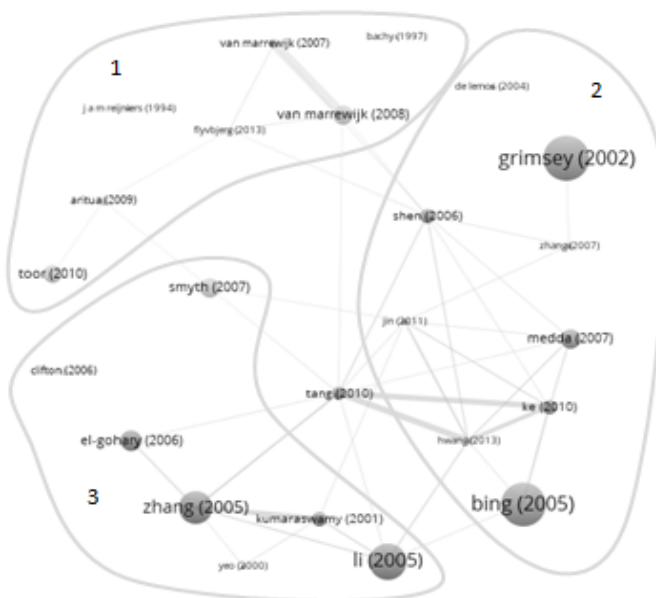 van marrewijk (2007)
bachy (1997)
1
de lemos (2004)
2
j a m reijniers (1994)
van marrewijk (2008)
flyvbjerg (2013)
grimsey (2002)
aritua (2009)
shen (2006)
zhang (2007)
toor (2010)
smyth (2007)
jin (2011)
medda (2007)
clifton (2006)
tang (2010)
ke (2010)
el-gohary (2006)
hwang (2013)
3
zhang (2005)
kumaraswamy (2001)
bing (2005)
yeo (2000)
li (2005)